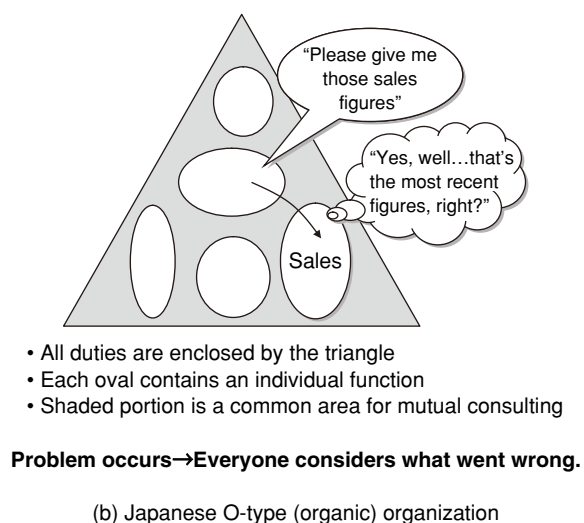 “Please give me
those sales
figures”
“Yes, well…that’s
the most recent
figures, right?”
Sales
• All duties are enclosed by the triangle
• Each oval contains an individual function
• Shaded portion is a common area for mutual consulting
Problem occurs→Everyone considers what went wrong.
(b) Japanese O-type (organic) organization